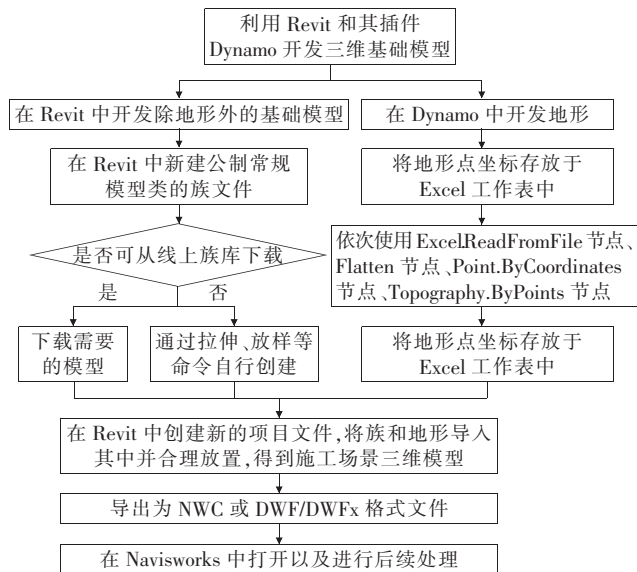 利用 Revit 和其插件
Dynamo 开发三维基础模型
在 Revit 中开发除地形外的基础模型
在 Dynamo 中开发地形
在 Revit 中新建公制常规
模型类的族文件
将地形点坐标存放于
Excel 工作表中
是否可从线上族库下载
依次使用 Excel.ReadFromFile 节点、
Flatten 节点、Point.ByCoordinates
节点、Topography.ByPoints 节点
是
否
下载需要
的模型
通过拉伸、放样等
命令自行创建
将地形点坐标存放于
Excel 工作表中
在 Revit 中创建新的项目文件,将族和地形导入
其中并合理放置,得到施工场景三维模型
导出为 NWC 或 DWF/DWFx 格式文件
在 Navisworks 中打开以及进行后续处理